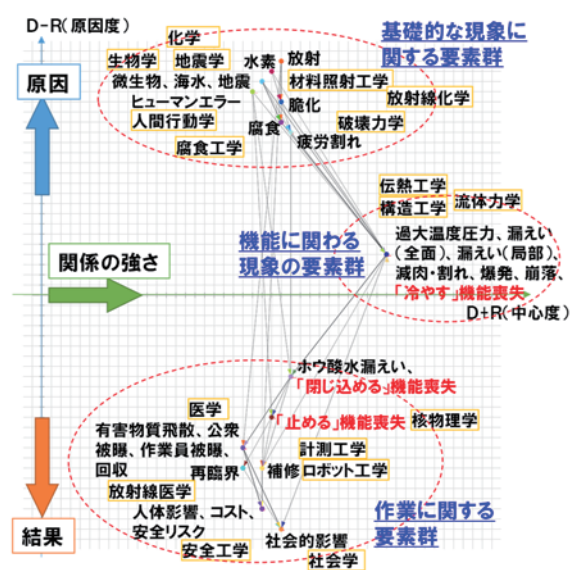 D-R(原因度)
原因
化学
生物学
地震学
水素
放射
微生物、海水、地震
ヒューマンエラー
人間行動学
腐食
腐食工学
材料照射工学
脆化
放射線化学
破壊力学
疲労割れ
基礎的な現象に
関する要素群
伝熱工学
流体力学
構造工学
機能に関わる
現象の要素群
過大温度圧力、漏えい
(全面)、漏えい(局部)、
減肉・割れ、爆発、崩落、
「冷やす」機能喪失
関係の強さ
D+R(中心度)
ホウ酸水漏えい、
「閉じ込める」機能喪失
「止める」機能喪失
核物理学
医学
有害物質飛散、公衆
被曝、作業員被曝、
回収
再臨界
計測工学
補修
ロボット工学
放射線医学
人体影響、コスト、
安全リスク
安全工学
社会的影響
社会学
作業に関する
要素群
結果